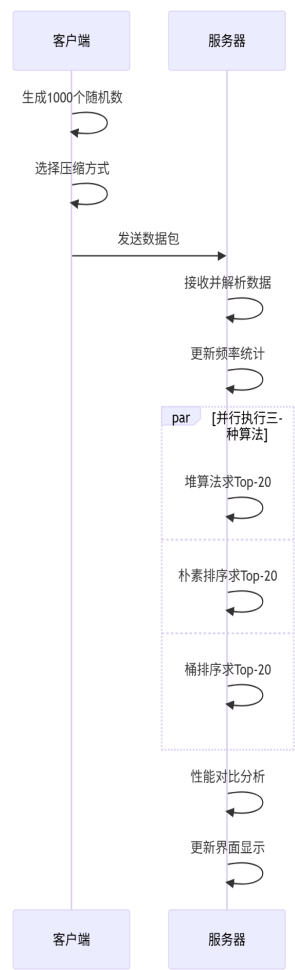 客户端
服务器
生成1000个随机数
选择压缩方式
发送数据包
接收并解析数据
更新频率统计
par
[并行执行三-
种算法]
堆算法求Top-20
朴素排序求Top-20
桶排序求Top-20
性能对比分析
更新界面显示
客户端
服务器